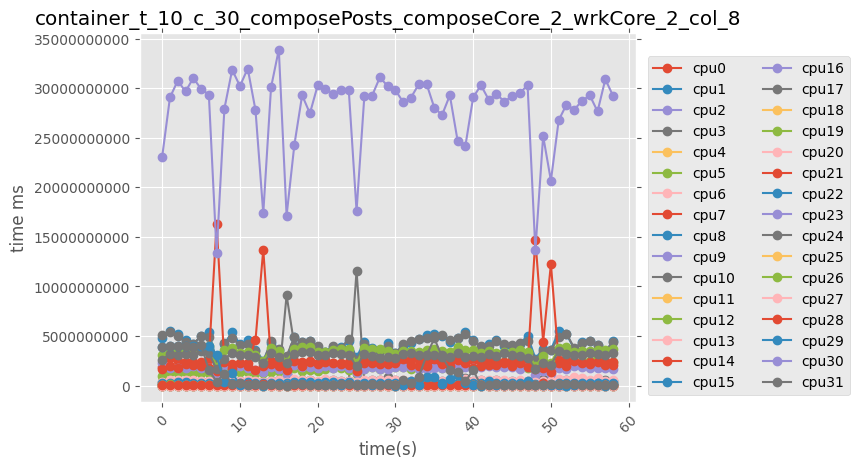 container_t_10_c_30_composePosts_composeCore_2_wrkCore_2_col_8
time ms
35000000000
30000000000
25000000000
20000000000
15000000000
10000000000
5000000000
0
0 10 20 30 40 50 60
time(s)
cpu0 cpu16
cpu1 cpu17
cpu2 cpu18
cpu3 cpu19
cpu4 cpu20
cpu5 cpu21
cpu6 cpu22
cpu7 cpu23
cpu8 cpu24
cpu9 cpu25
cpu10 cpu26
cpu11 cpu27
cpu12 cpu28
cpu13 cpu29
cpu14 cpu30
cpu15 cpu31